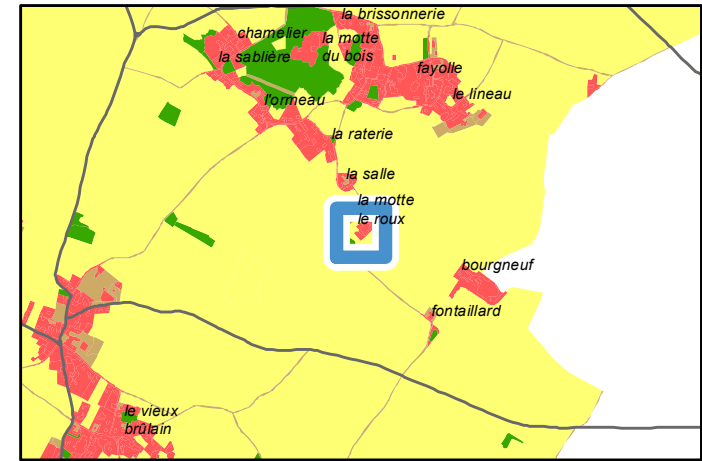 la brissonnerie
chamelier
la motte
du bois
la sablière
fayolle
le lineau
l'ormeau
la raterie
la salle
la motte
le roux
bourgneuf
fontaillard
le vieux
brûlain